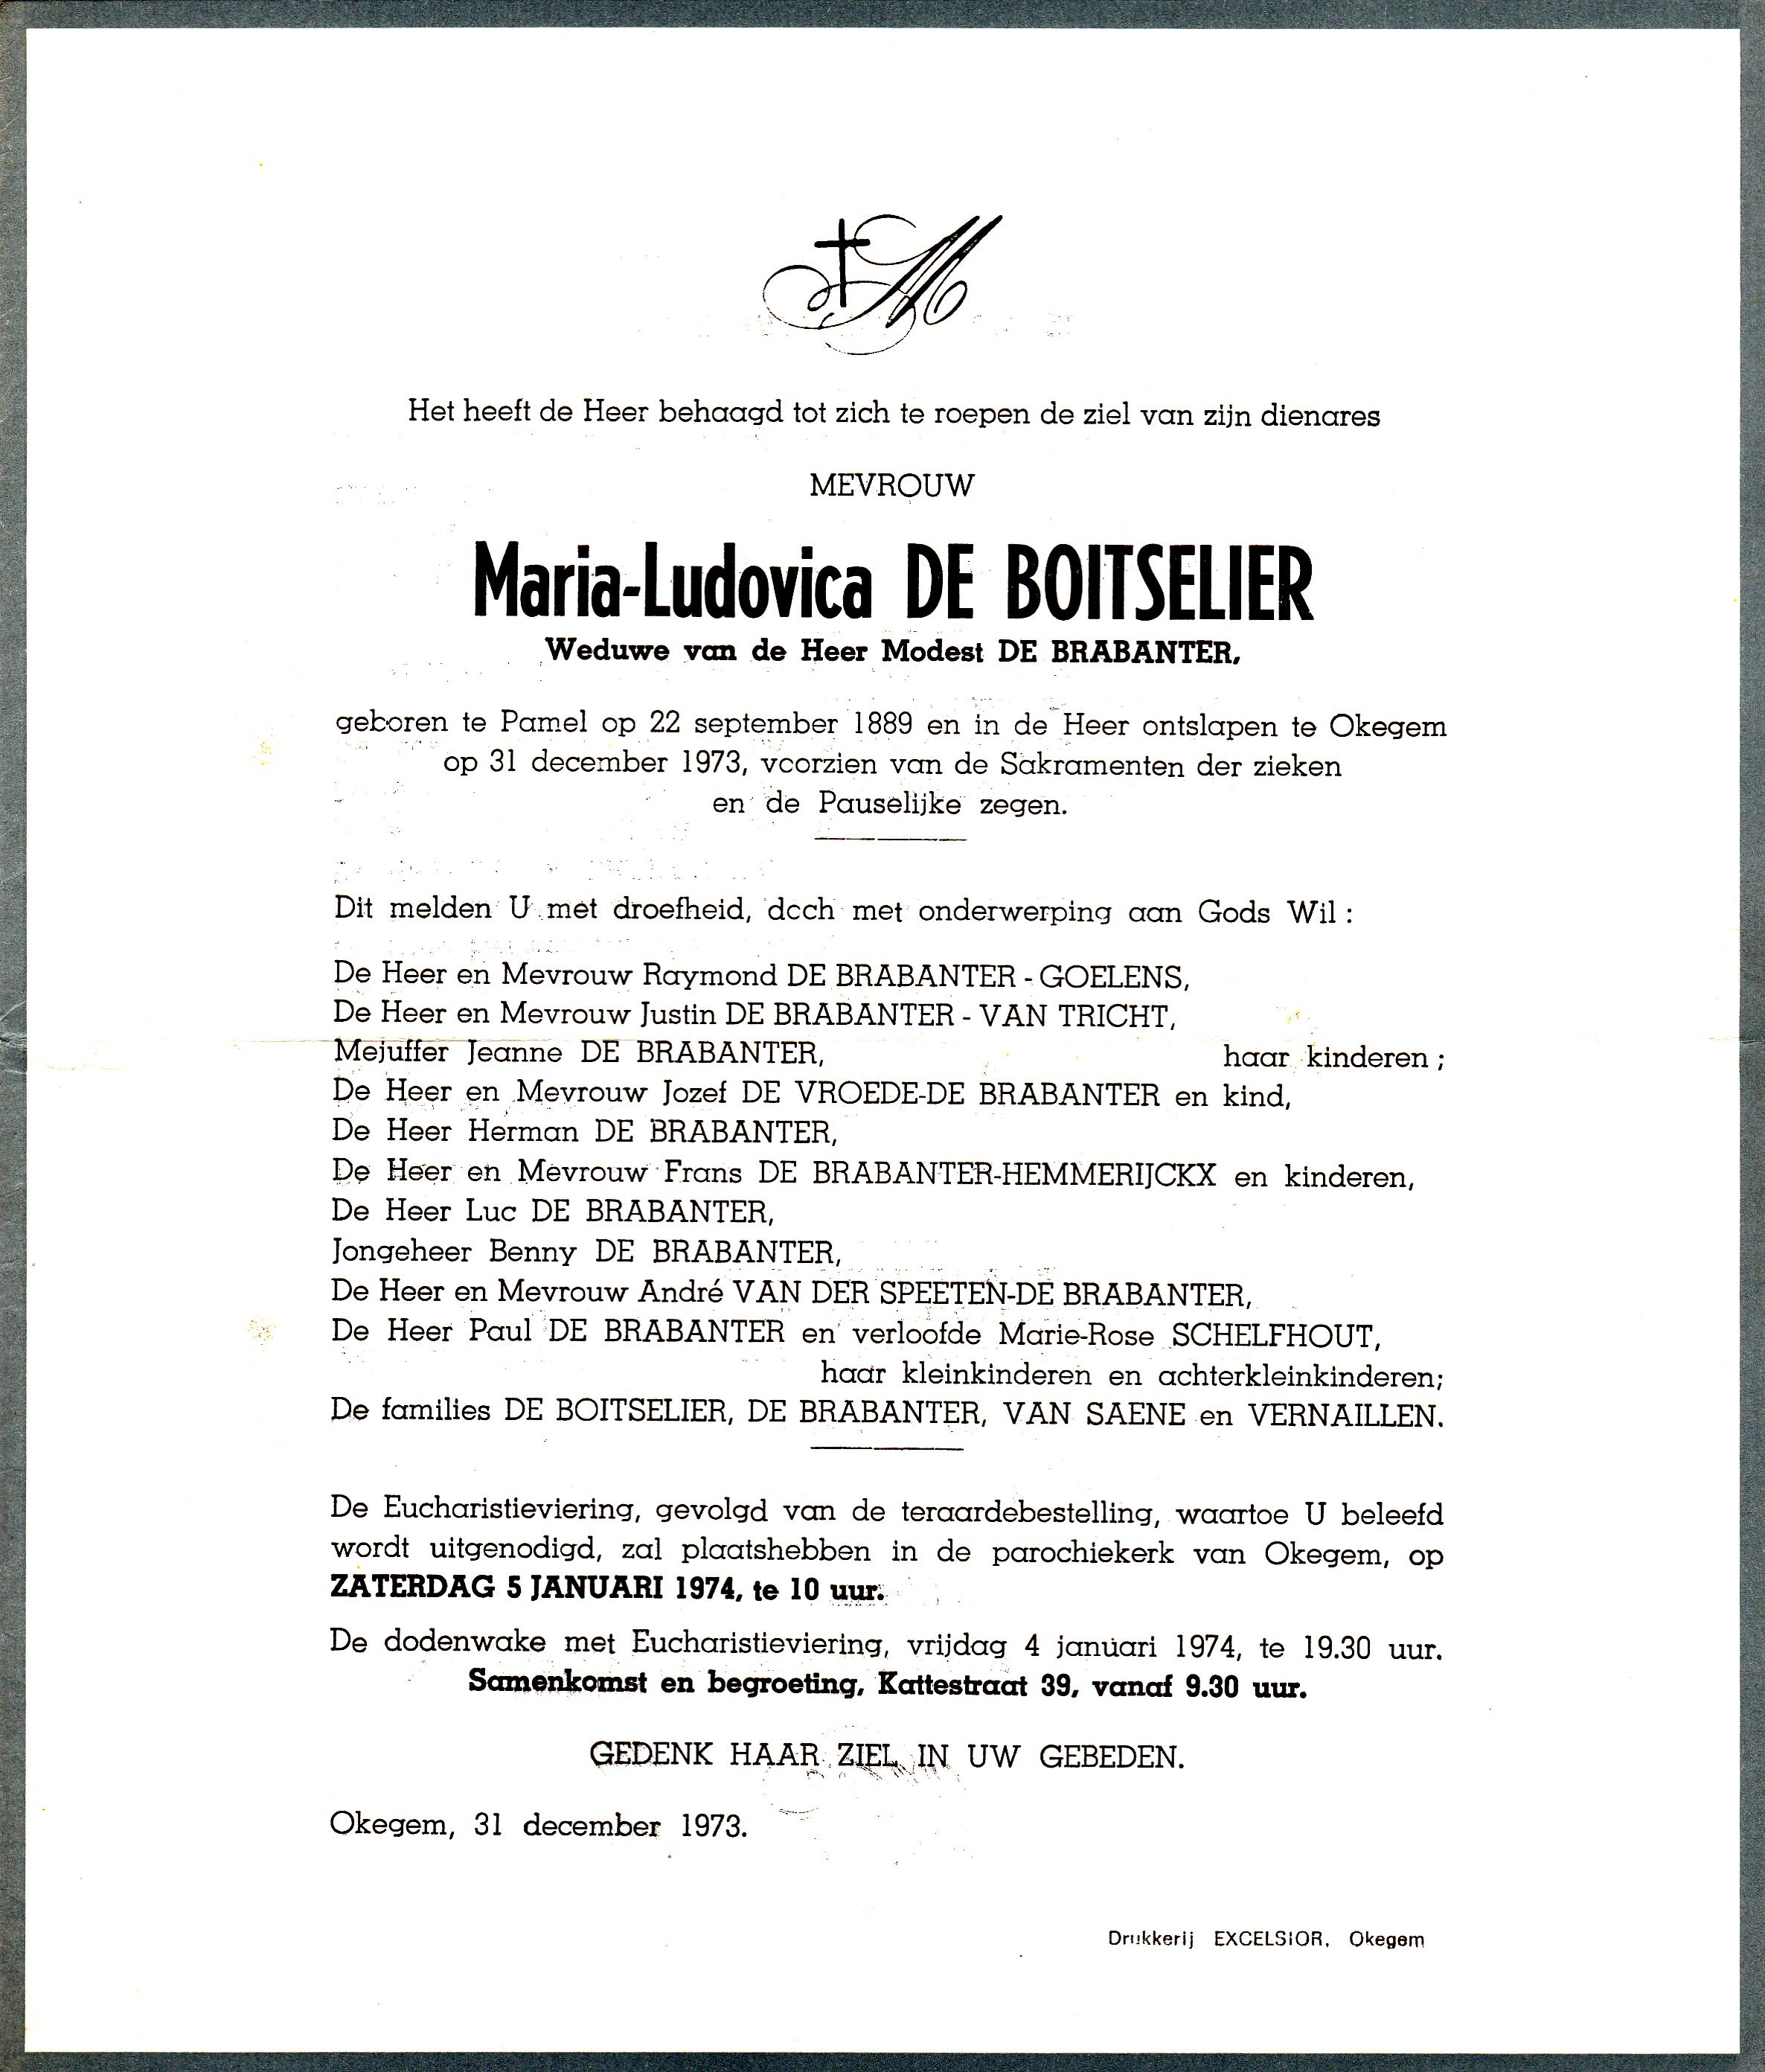 M
Het heeft de Heer behaagd tot zich te roepen de ziel van zijn dienares
MEVROUW
Maria-Ludovica DE BOITSELIER
Weduwe van de Heer Modest DE BRABANTER,
geboren te Pamel op 22 september 1889 en in de Heer ontslapen te Okegem
op 31 december 1973, voorzien van de Sakramenten der zieken
en de Pauselijke zegen.
Dit melden U met droefheid, doch met onderwerping aan Gods Wil :
De Heer en Mevrouw Raymond DE BRABANTER - GOELENS,
De Heer en Mevrouw Justin DE BRABANTER - VAN TRICHT,
Mejuffer Jeanne DE BRABANTER, haar kinderen ;
De Heer en Mevrouw Jozef DE VROEDE-DE BRABANTER en kind,
De Heer Herman DE BRABANTER,
De Heer en Mevrouw Frans DE BRABANTER-HEMMERIJCKX en kinderen,
De Heer Luc DE BRABANTER,
Jongeheer Benny DE BRABANTER,
De Heer en Mevrouw André VAN DER SPEETEN-DE BRABANTER,
De Heer Paul DE BRABANTER en verloofde Marie-Rose SCHELFHOUT,
haar kleinkinderen en achterkleinkinderen;
De families DE BOITSELIER, DE BRABANTER, VAN SAENE en VERNAILLEN.
De Eucharistieviering, gevolgd van de teraardebestelling, waartoe U beleefd
wordt uitgenodigd, zal plaatshebben in de parochiekerk van Okegem, op
ZATERDAG 5 JANUARI 1974, te 10 uur.
De dodenwake met Eucharistieviering, vrijdag 4 januari 1974, te 19.30 uur.
Samenkomst en begroeting, Kattestraat 39, vanaf 9.30 uur.
GEDENK HAAR ZIEL IN UW GEBEDEN.
Okegem, 31 december 1973.
Drukkerij EXCELSIOR, Okegem